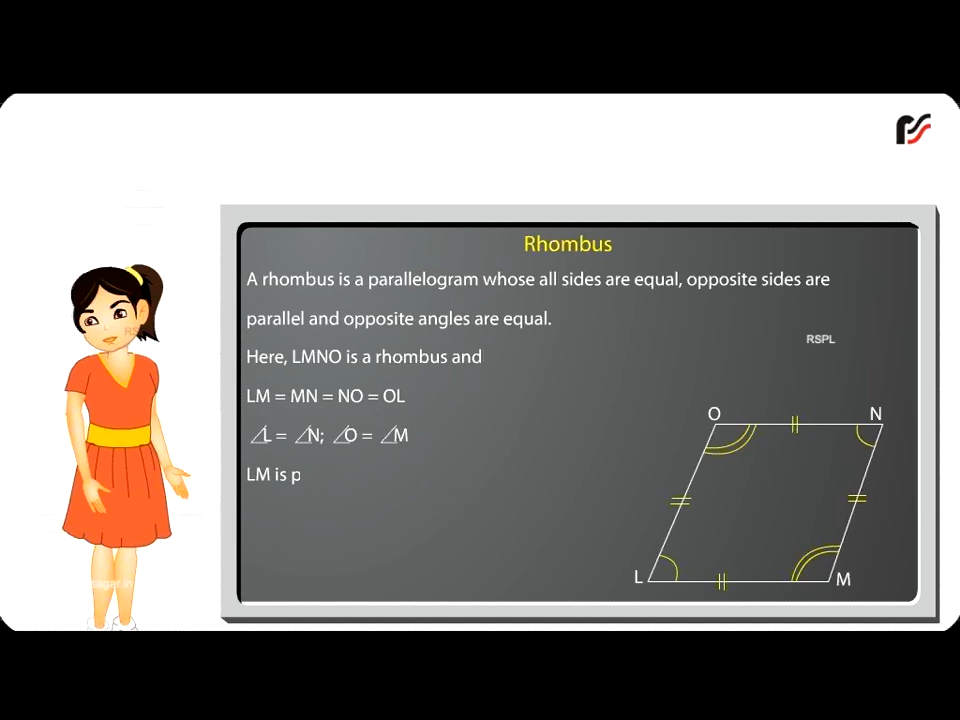 Rhombus
A rhombus is a parallelogram whose all sides are equal, opposite sides are
parallel and opposite angles are equal.
RSPL
Here, LMNO is a rhombus and
LM = MN = NO = OL
O N
∠L = ∠N; ∠O = ∠M
LM is p
L M